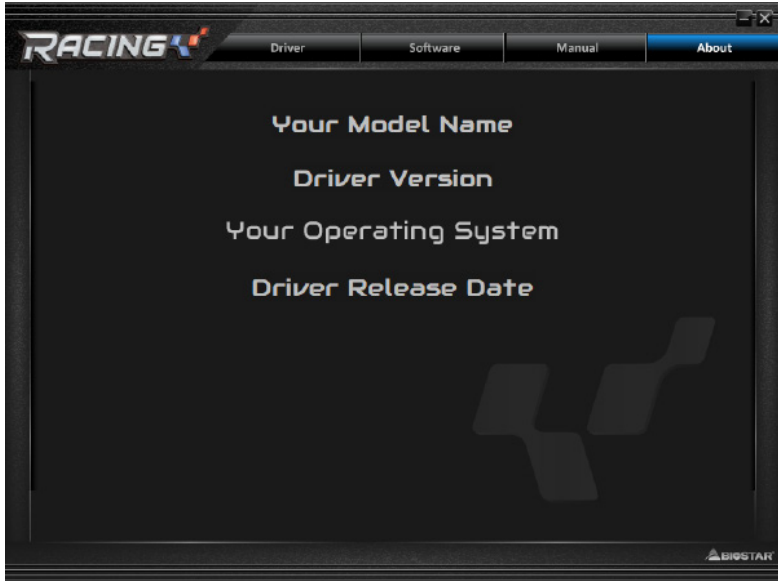 RACING
Driver
Software
Manual
About
Your Model Name
Driver Version
Your Operating System
Driver Release Date
BIOSTAR